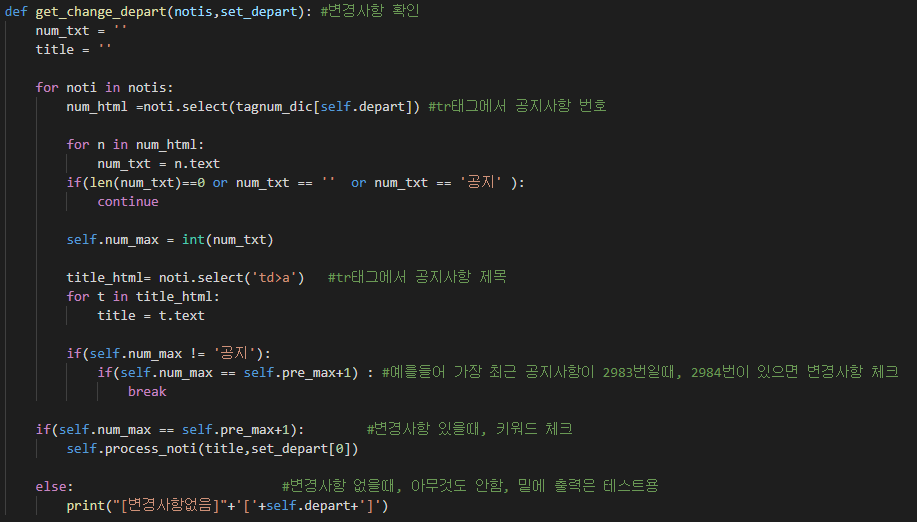 def get_change_depart(notis,set_depart): #변경사항 확인
num_txt = ''
title = ''
for noti in notis:
num_html =noti.select(tagnum_dic[self.depart]) #tr태그에서 공지사항 번호
for n in num_html:
num_txt = n.text
if(len(num_txt)==0 or num_txt == ''  or num_txt == '공지' ):
continue
self.num_max = int(num_txt)
title_html= noti.select('td>a')   #tr태그에서 공지사항 제목
for t in title_html:
title = t.text
if(self.num_max != '공지'):
if(self.num_max == self.pre_max+1) : #예를들어 가장 최근 공지사항이 2983번일때, 2984번이 있으면 변경사항 체크
break
if(self.num_max == self.pre_max+1):        #변경사항 있을때, 키워드 체크
self.process_noti(title,set_depart[0])
else:                           #변경사항 없을때, 아무것도 안함, 밑에 출력은 테스트용
print("[변경사항없음]"+'['+self.depart+']')